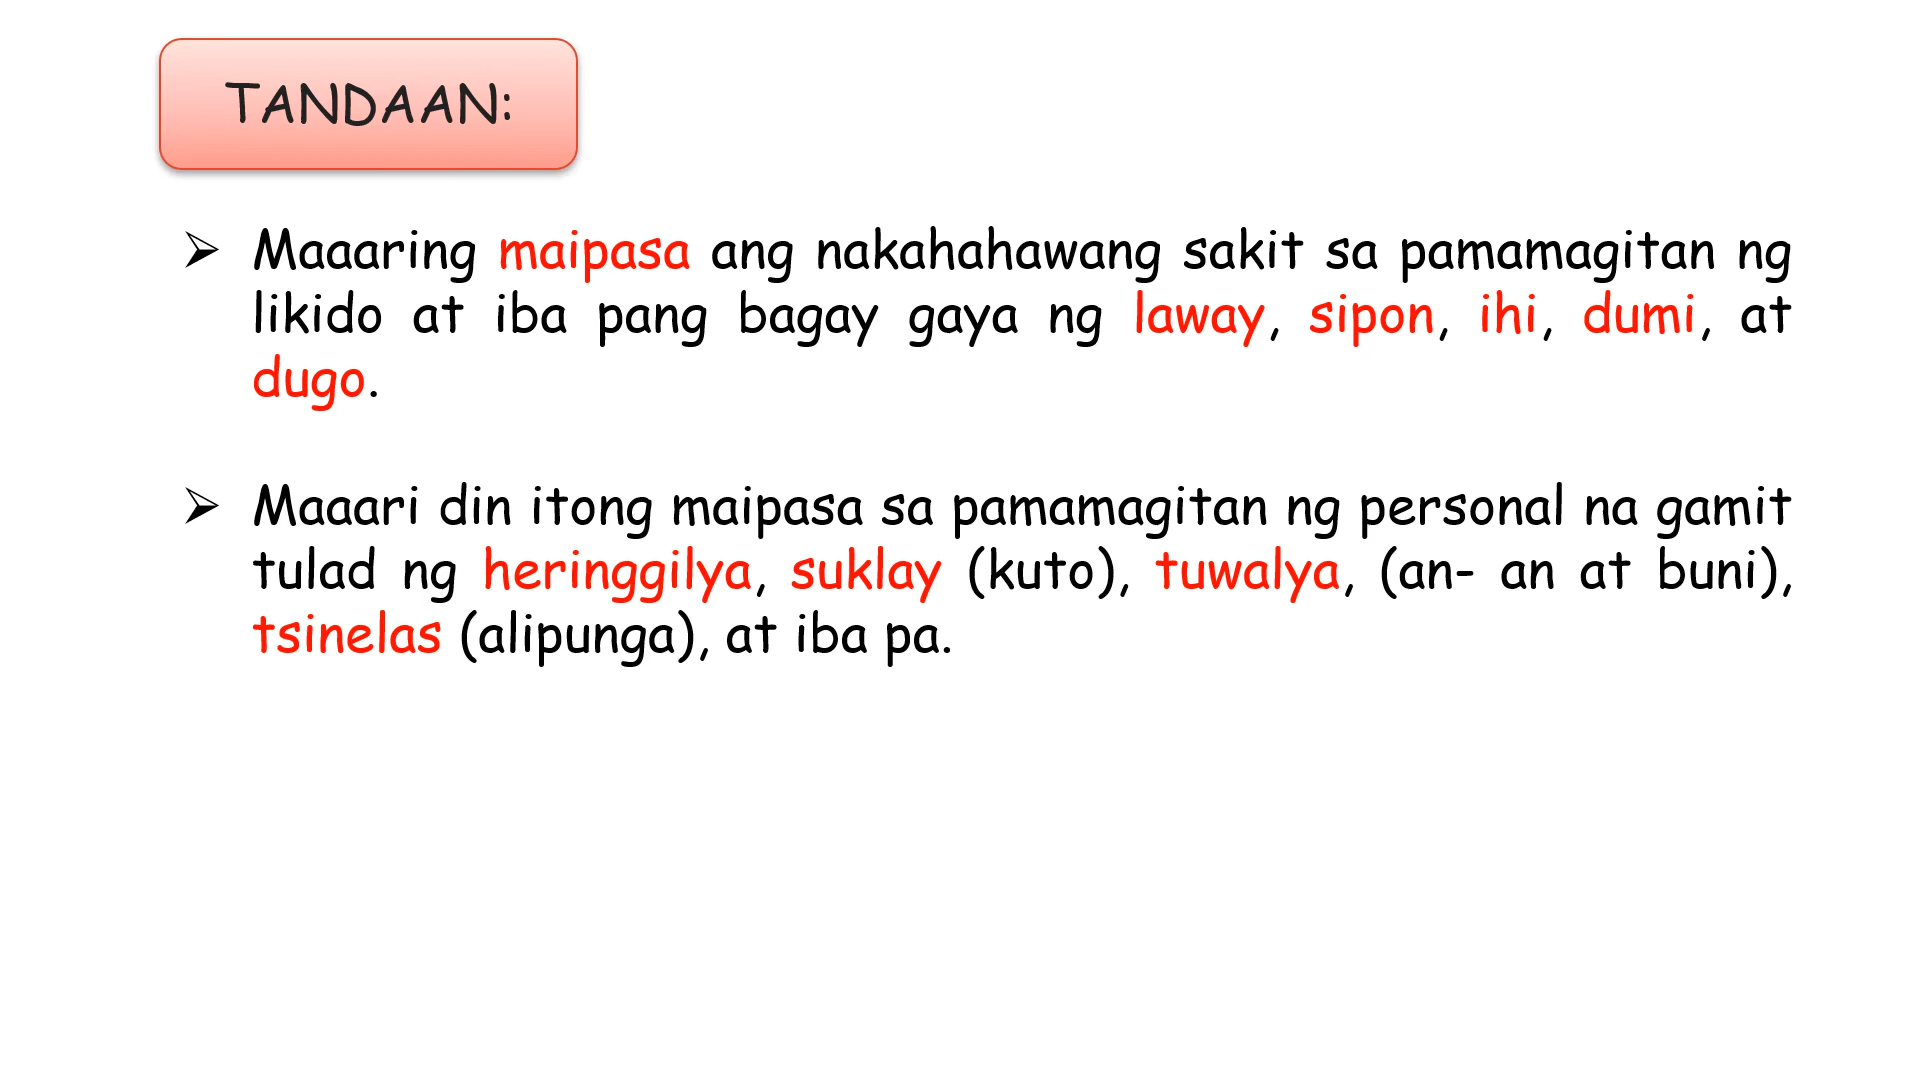 TANDAAN:
➢ Maaaring maipasa ang nakahahawang sakit sa pamamagitan ng
likido at iba pang bagay gaya ng laway, sipon, ihi, dumi, at
dugo.
➢ Maaari din itong maipasa sa pamamagitan ng personal na gamit
tulad ng heringgilya, suklay (kuto), tuwalya, (an- an at buni),
tsinelas (alipunga), at iba pa.